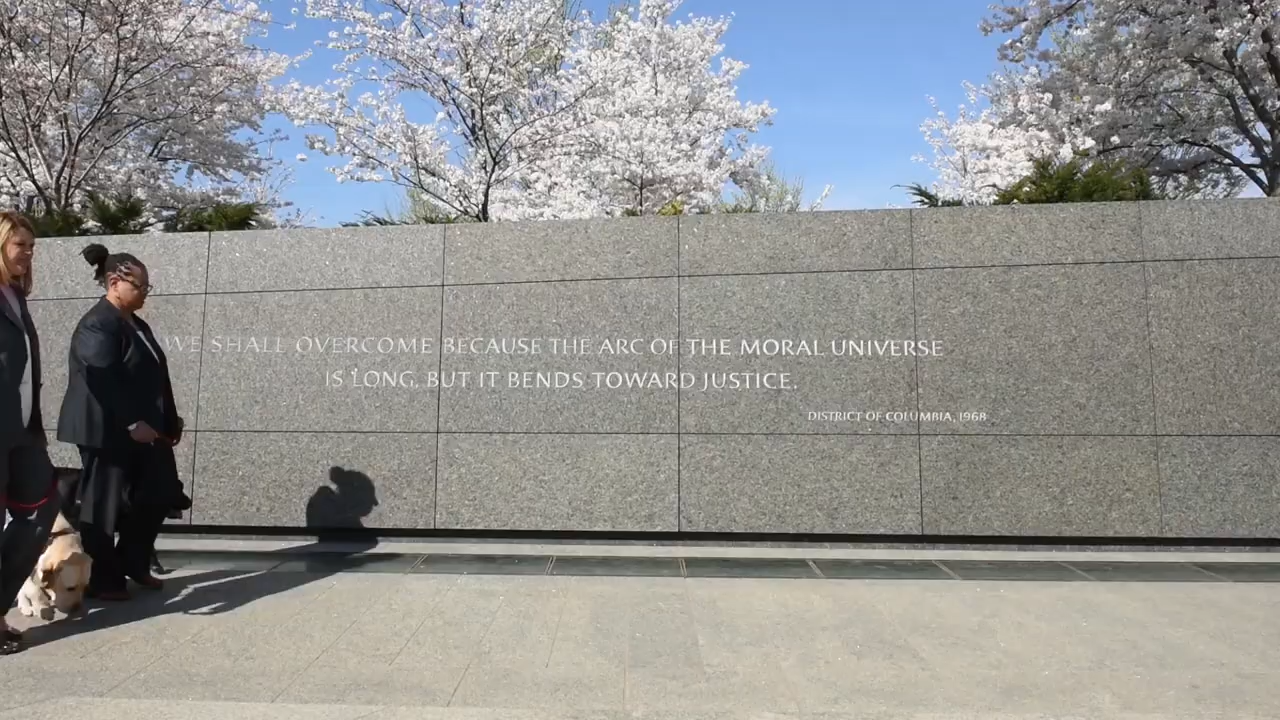 WE SHALL OVERCOME BECAUSE THE ARC OF THE MORAL UNIVERSE
IS LONG, BUT IT BENDS TOWARD JUSTICE.
DISTRICT OF COLUMBIA, 1968